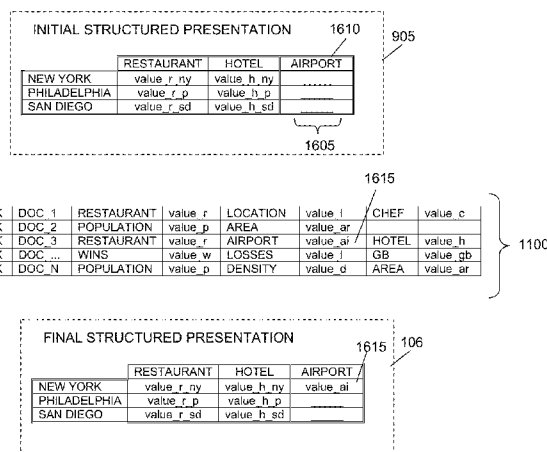 INITIAL STRUCTURED PRESENTATION
1610
905
RESTAURANT HOTEL AIRPORT
NEW YORK value_r_ny value_h_ny
PHILADELPHIA value_r_p value_h_p
SAN DIEGO value_r_sd value_h_sd
1605
1615
DOC_1 RESTAURANT value_r LOCATION value_l CHEF value_c
DOC_2 POPULATION value_p AREA value_ar
DOC_3 RESTAURANT value_r AIRPORT value_ai HOTEL value_h
DOC_... WINS value_w LOSSES value_l GB value_gb
DOC_N POPULATION value_p DENSITY value_d AREA value_ar
1100
FINAL STRUCTURED PRESENTATION
1615
106
RESTAURANT HOTEL AIRPORT
NEW YORK value_r_ny value_h_ny value_ai
PHILADELPHIA value_r_p value_h_p
SAN DIEGO value_r_sd value_h_sd